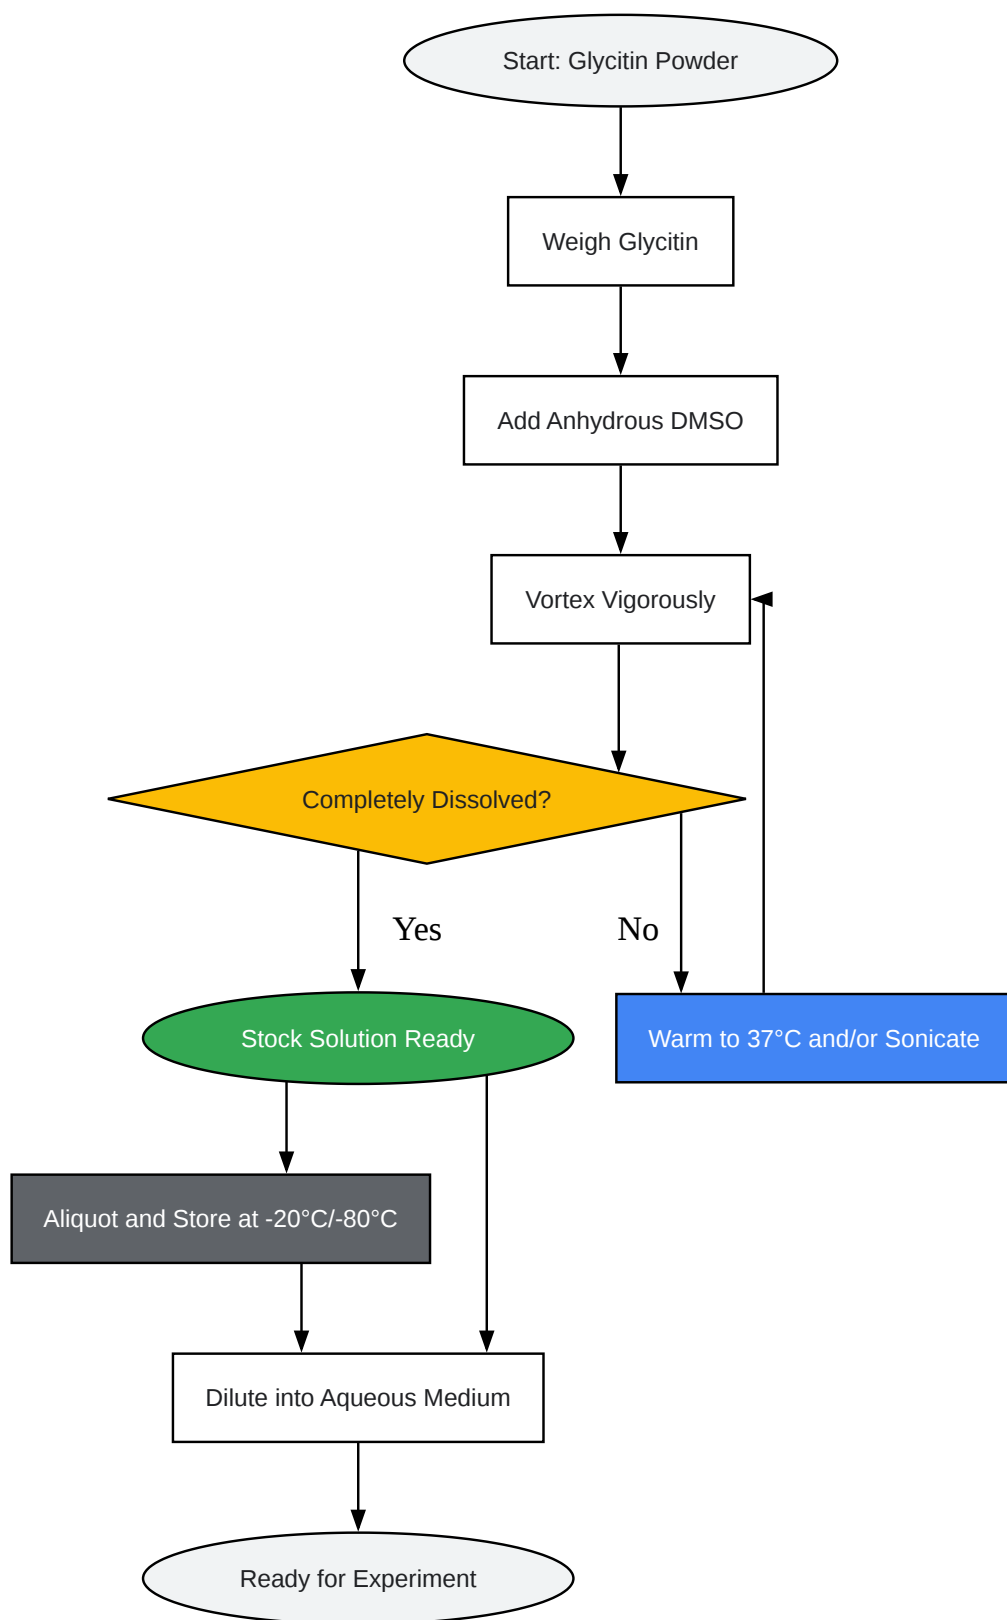 Start: Glycitin Powder
Weigh Glycitin
Add Anhydrous DMSO
Vortex Vigorously
Completely Dissolved?
Yes
No
Stock Solution Ready
Warm to 37°C and/or Sonicate
Aliquot and Store at -20°C/-80°C
Dilute into Aqueous Medium
Ready for Experiment